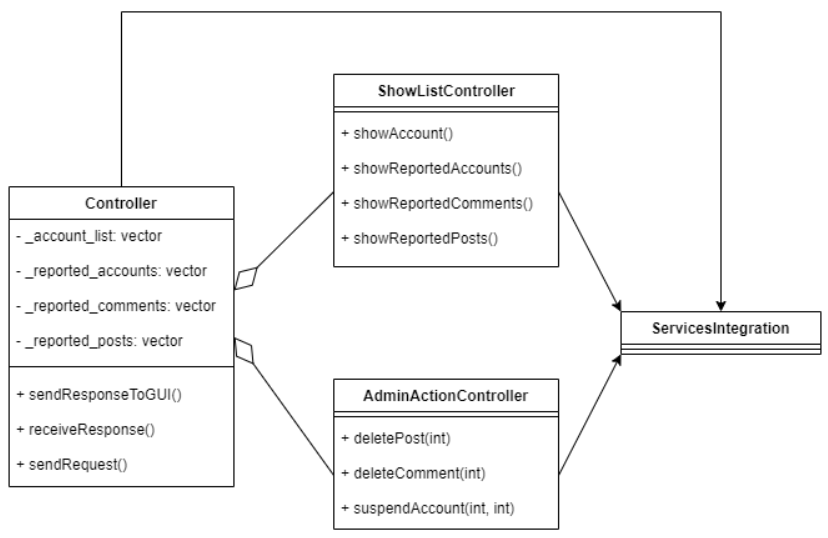 ShowListController
+ showAccount()
+ showReportedAccounts()
+ showReportedComments()
+ showReportedPosts()
Controller
- _account_list: vector
- _reported_accounts: vector
- _reported_comments: vector
- _reported_posts: vector
+ sendResponseToGUI()
+ receiveResponse()
+ sendRequest()
ServicesIntegration
AdminActionController
+ deletePost(int)
+ deleteComment(int)
+ suspendAccount(int, int)